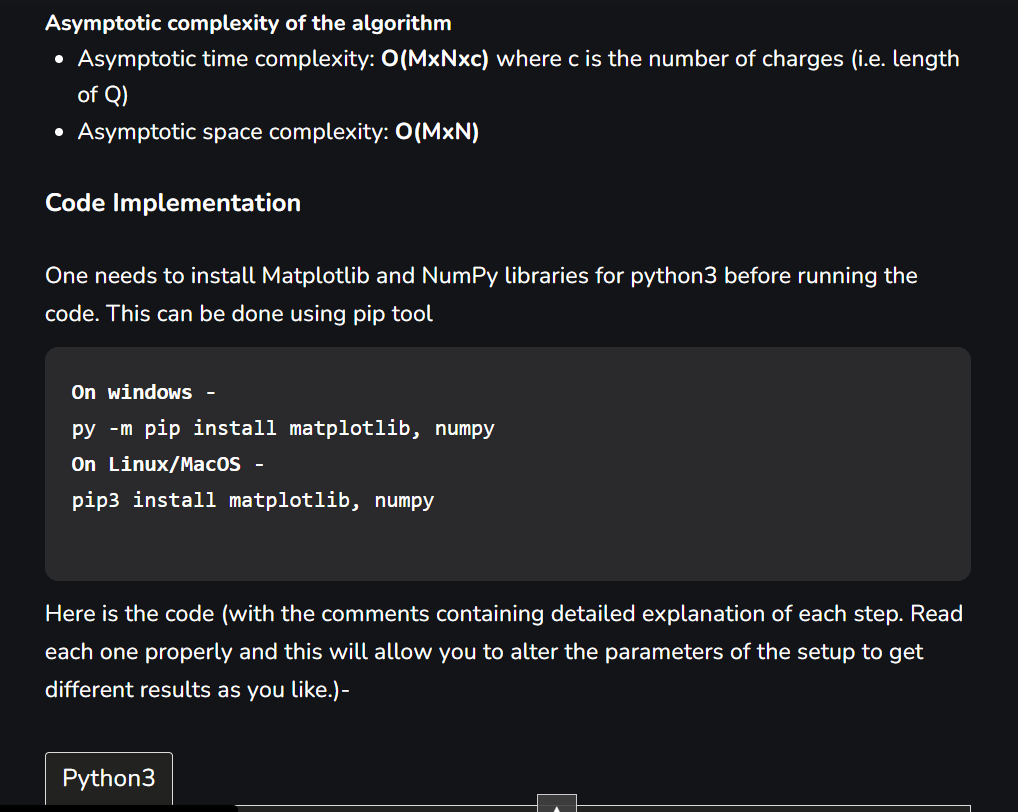 Asymptotic complexity of the algorithm
• Asymptotic time complexity: O(MxNxc) where c is the number of charges (i.e. length
of Q)
• Asymptotic space complexity: O(MxN)
Code Implementation
One needs to install Matplotlib and NumPy libraries for python3 before running the
code. This can be done using pip tool
On windows -
py -m pip install matplotlib, numpy
On Linux/MacOS -
pip3 install matplotlib, numpy
Here is the code (with the comments containing detailed explanation of each step. Read
each one properly and this will allow you to alter the parameters of the setup to get
different results as you like.)-
Python3